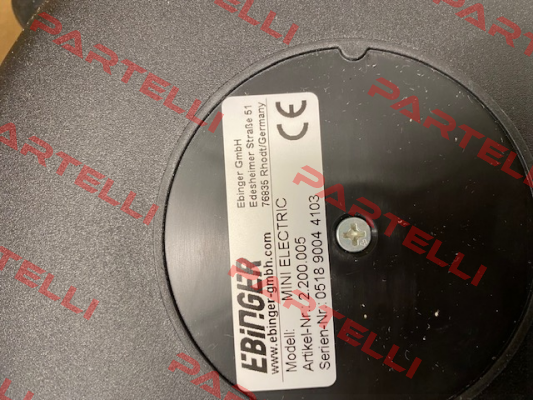 EBINGER
www.ebinger-gmbh.com
Ebinger GmbH
Edesheimer Straße 51
76835 Rhodt/Germany
Modell: MINI ELECTRIC
Artikel-Nr.: 2 200 005
Serien-Nr.: 0518 9004 4103
CE
PARTELLI
PARTELLI
PARTELLI
PARTELLI
PARTELLI
PARTELLI